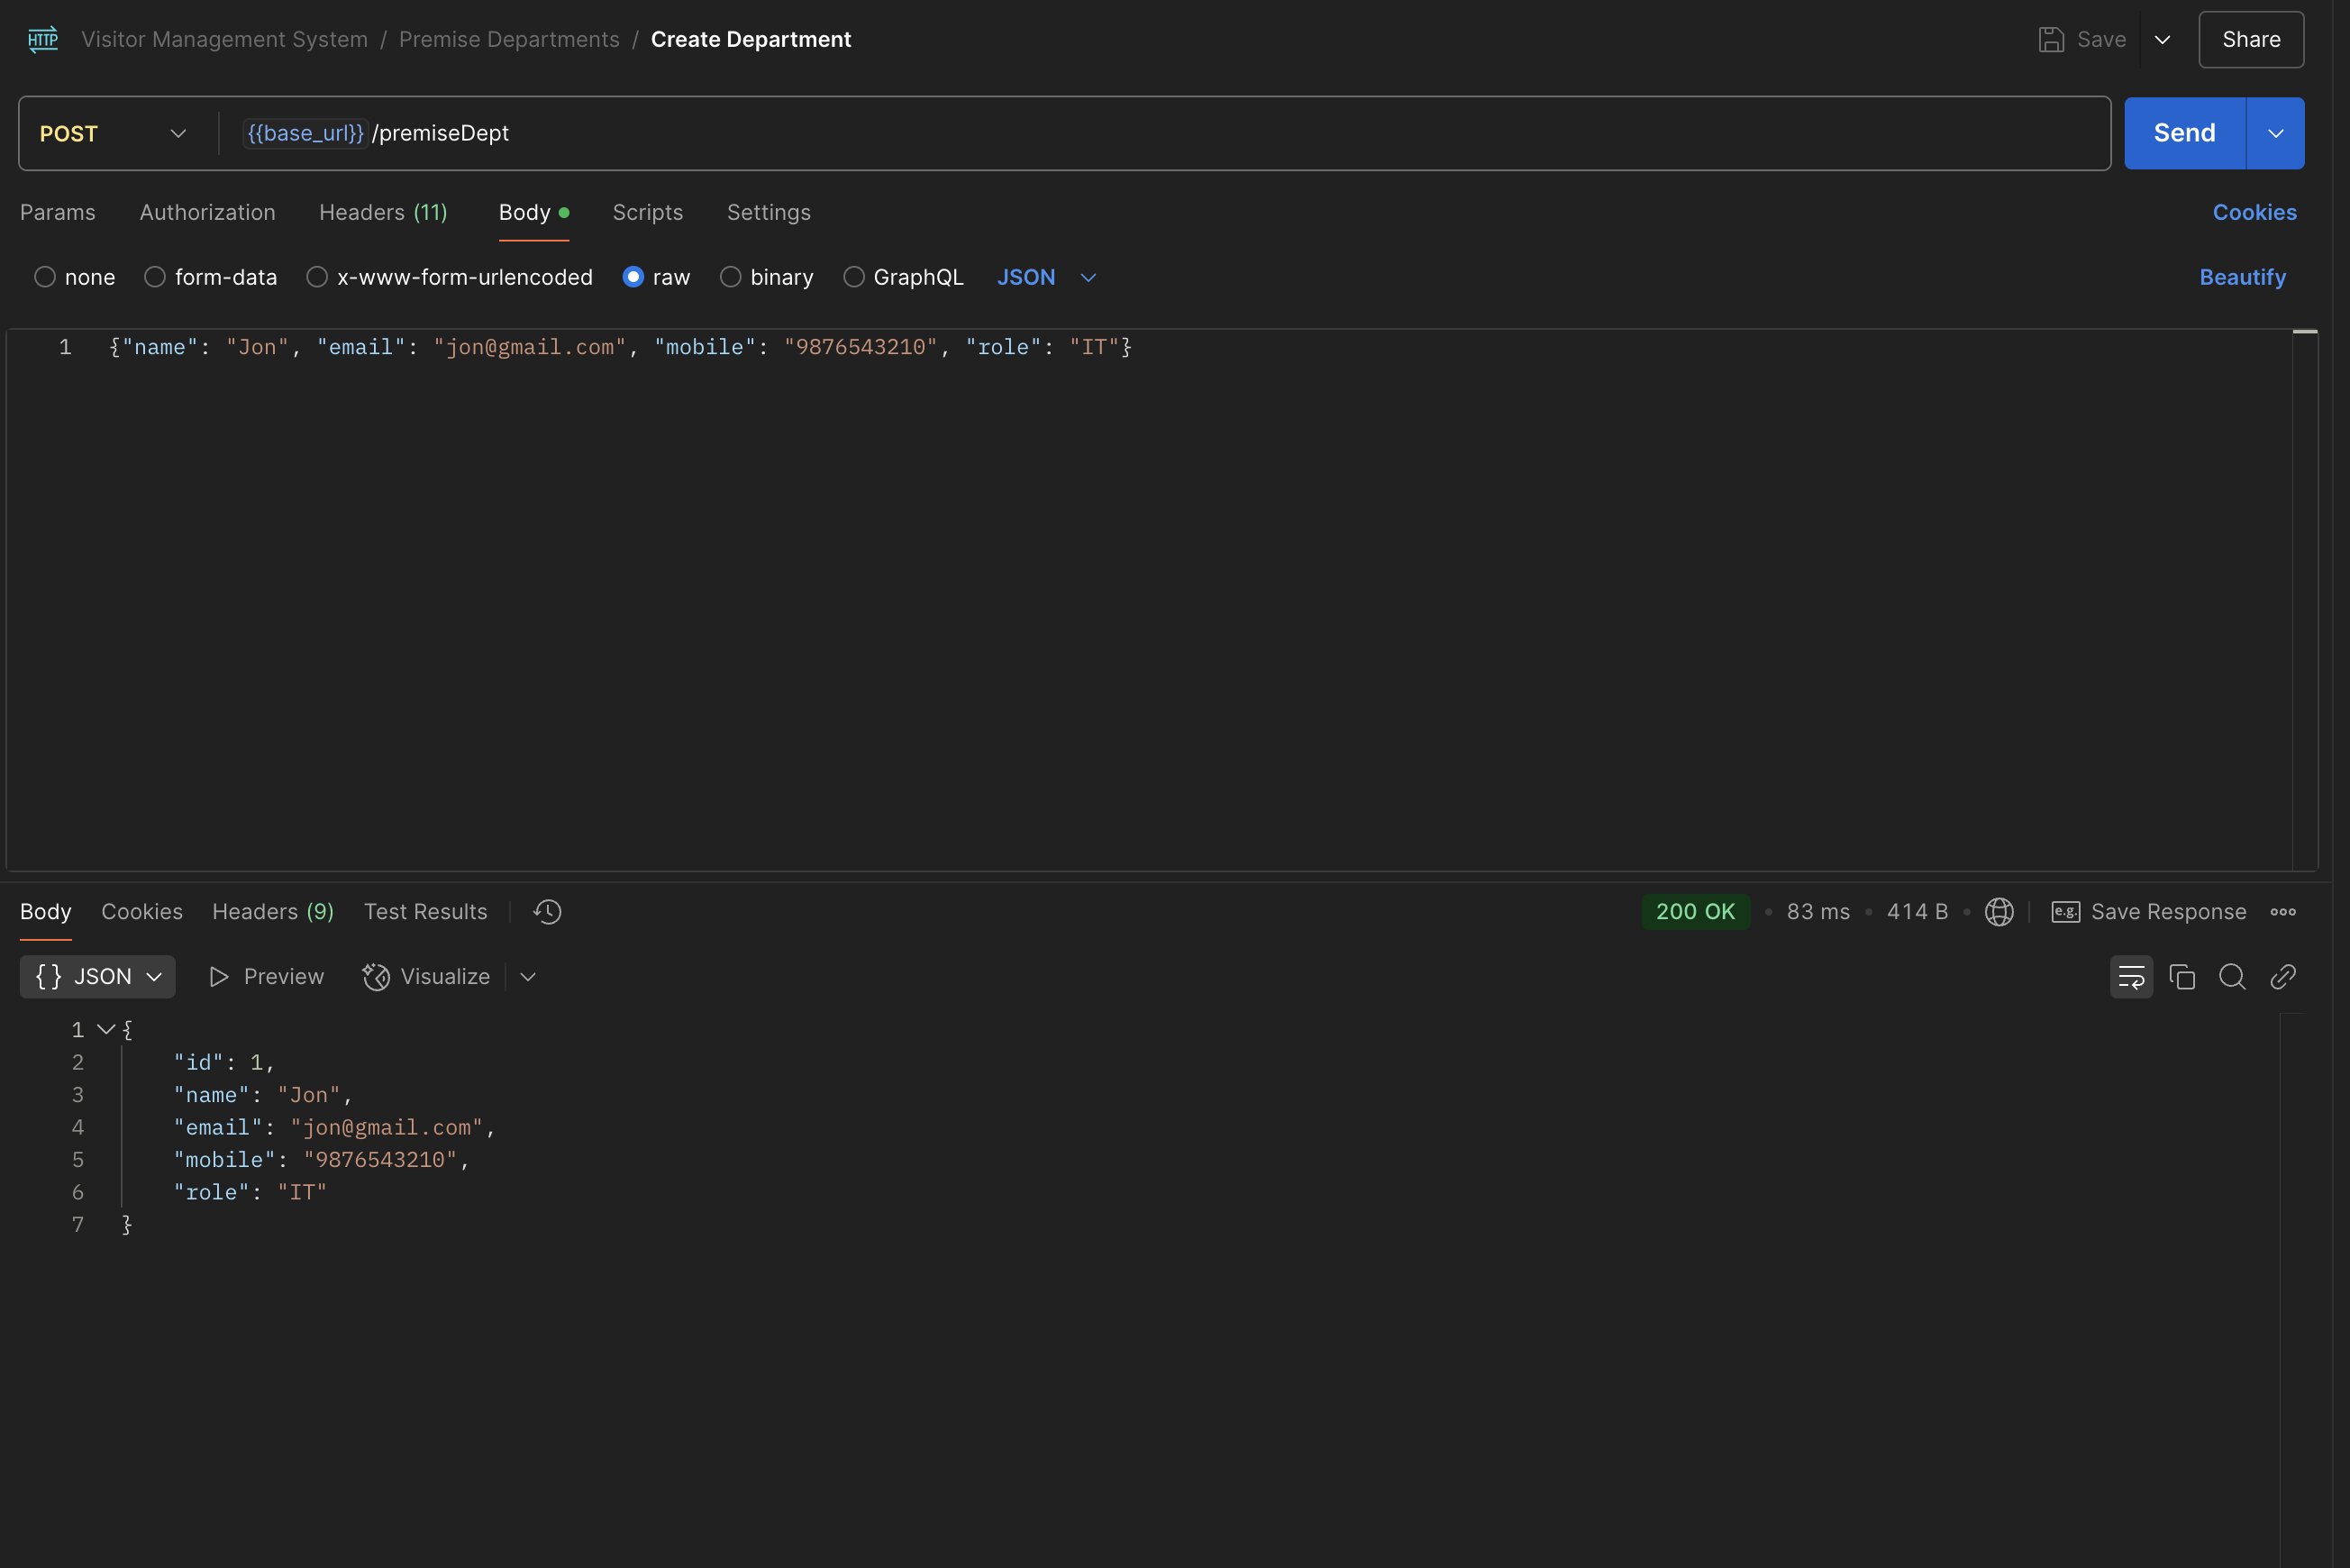 HTTP Visitor Management System / Premise Departments / Create Department Save Share
POST {{base_url}} /premiseDept Send
Params Authorization Headers (11) Body Scripts Settings Cookies
none form-data x-www-form-urlencoded raw binary GraphQL JSON Beautify
1 {"name": "Jon", "email": "jon@gmail.com", "mobile": "9876543210", "role": "IT"}
Body Cookies Headers (9) Test Results 200 OK • 83 ms • 414 B • e.g. Save Response
{} JSON Preview Visualize
1 {
2 "id": 1,
3 "name": "Jon",
4 "email": "jon@gmail.com",
5 "mobile": "9876543210",
6 "role": "IT"
7 }